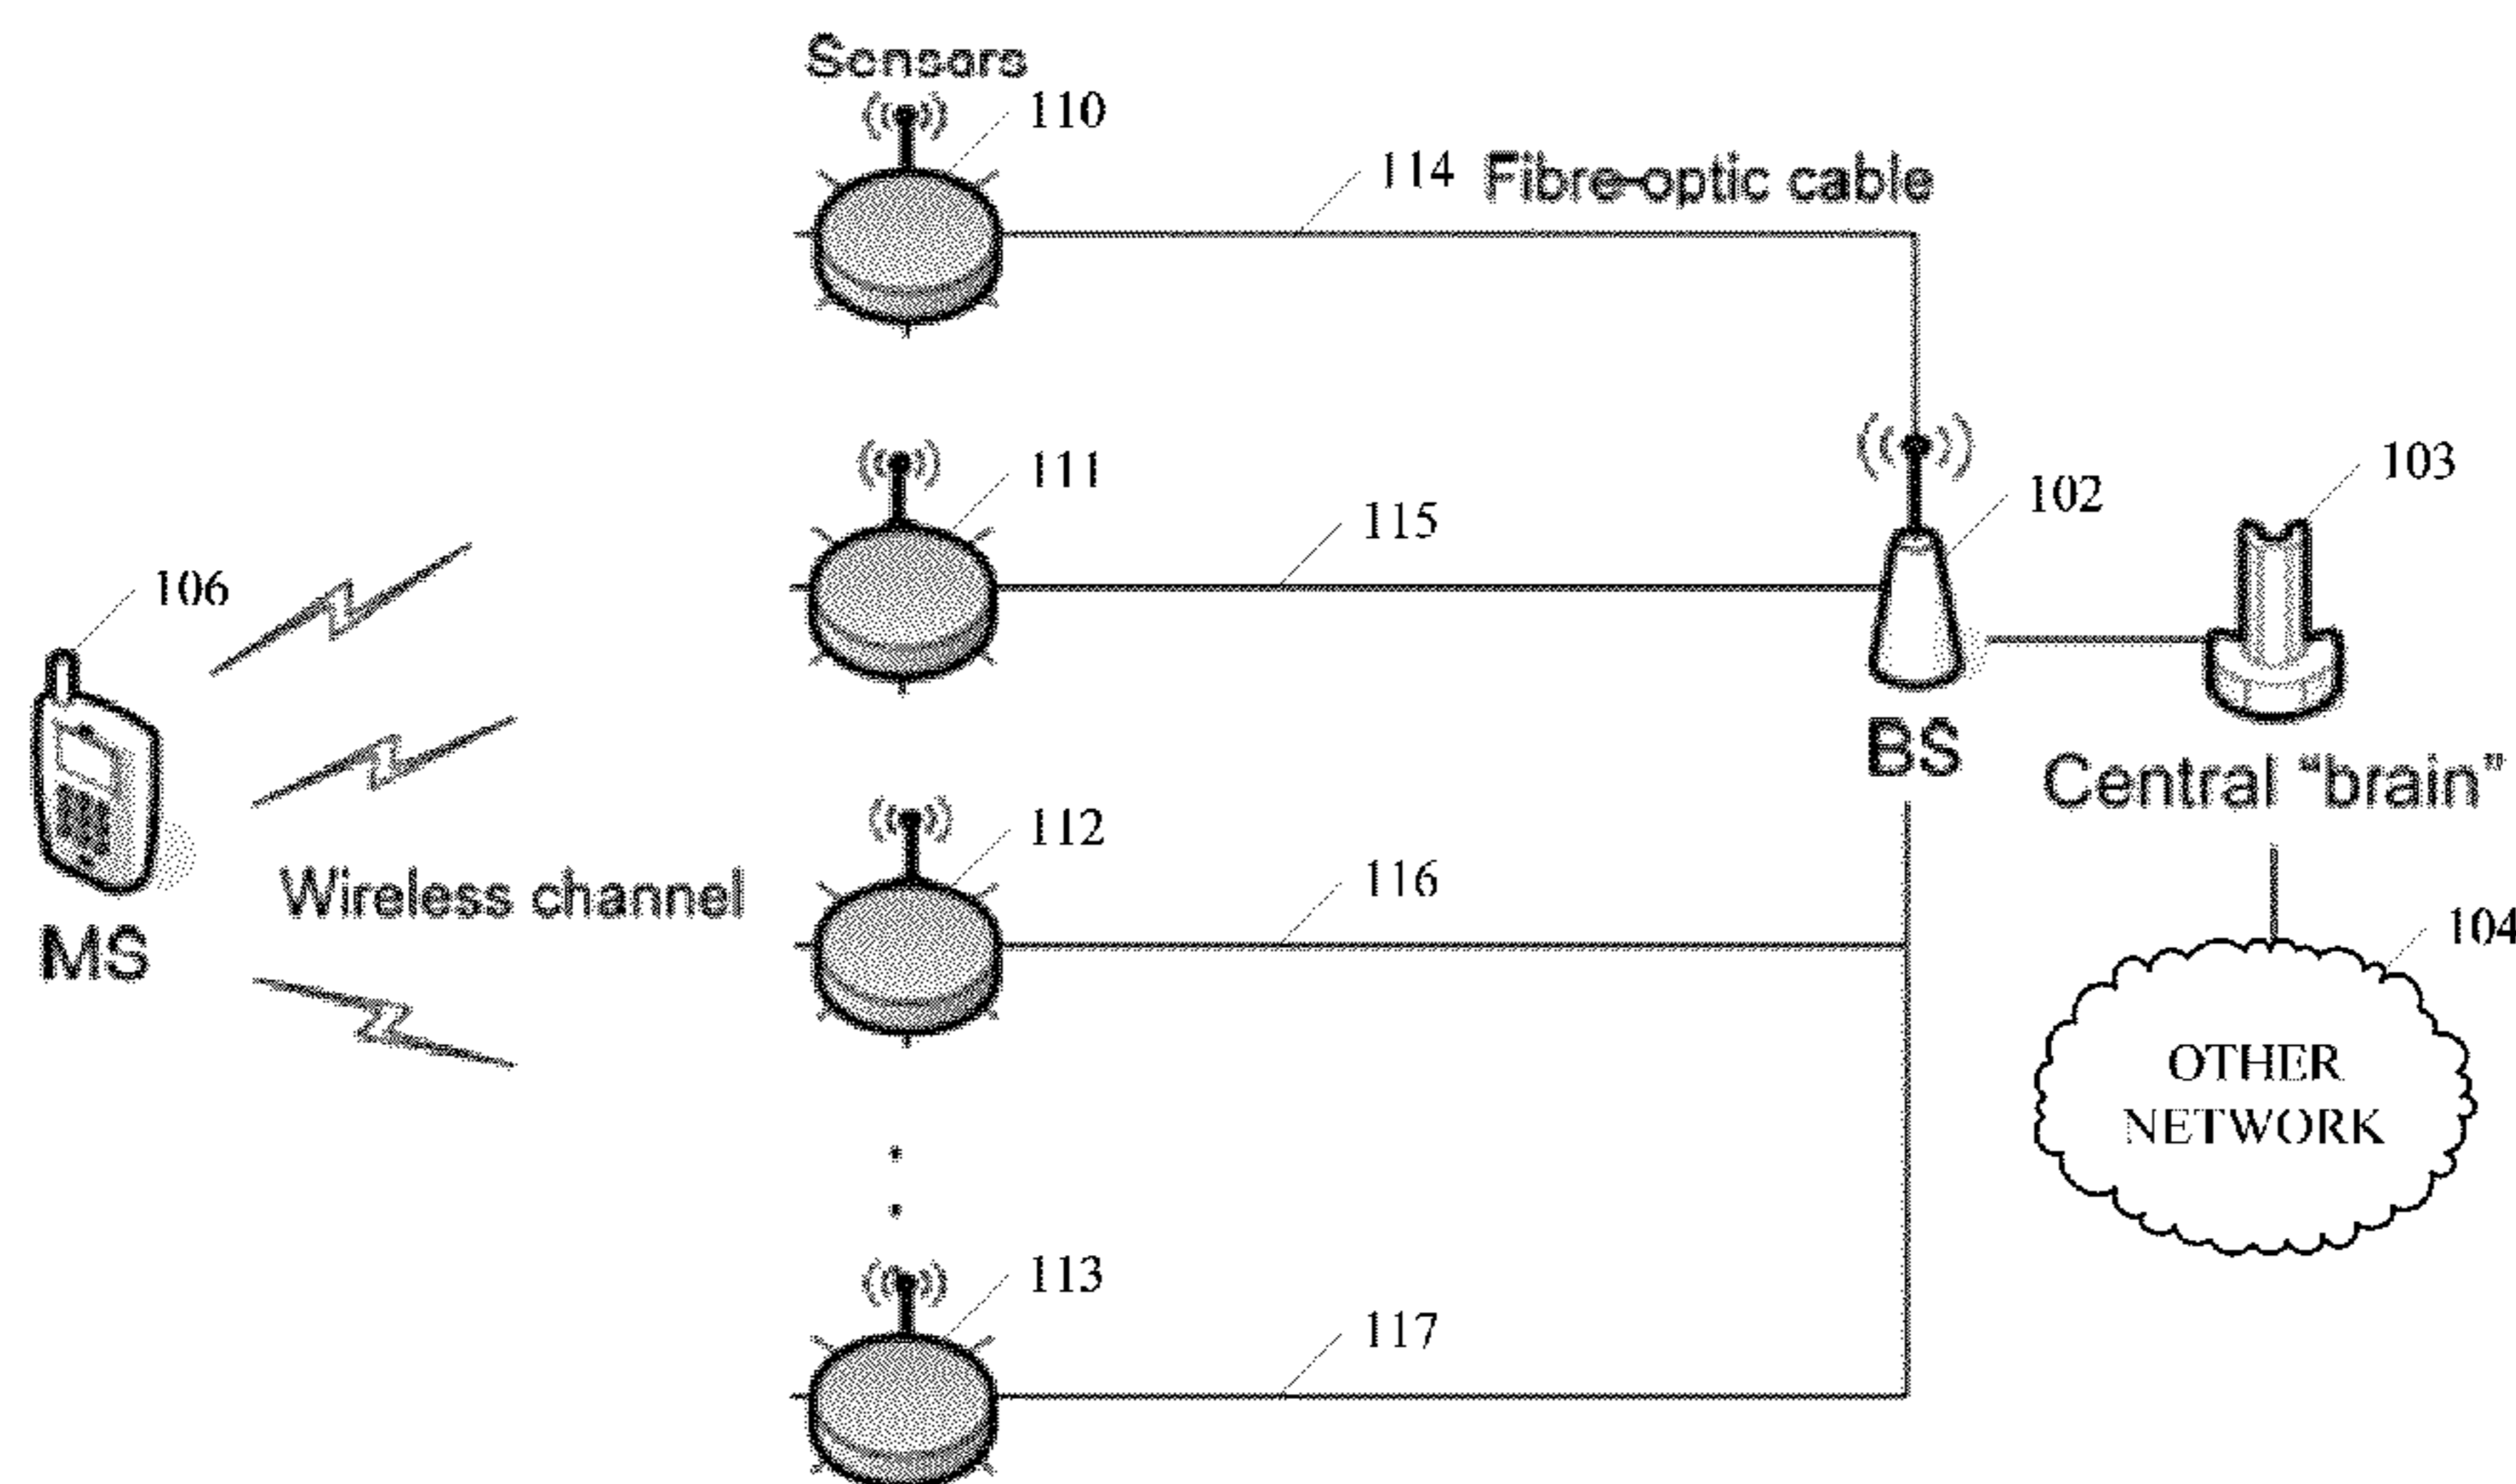 Sensors
110
114 Fibre-optic cable
111
115
102
103
106
BS
Central "brain"
112
116
Wireless channel
MS
104
OTHER
NETWORK
113
117